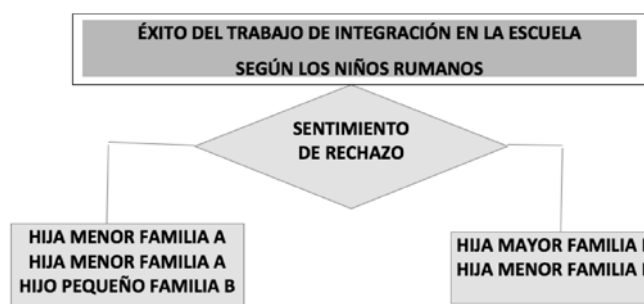 ÉXITO DEL TRABAJO DE INTEGRACIÓN EN LA ESCUELA
SEGÚN LOS NIÑOS RUMANOS
SENTIMIENTO
DE RECHAZO
HIJA MENOR FAMILIA A
HIJA MENOR FAMILIA A
HIJO PEQUEÑO FAMILIA B
HIJA MAYOR FAMILIA
HIJA MENOR FAMILIA